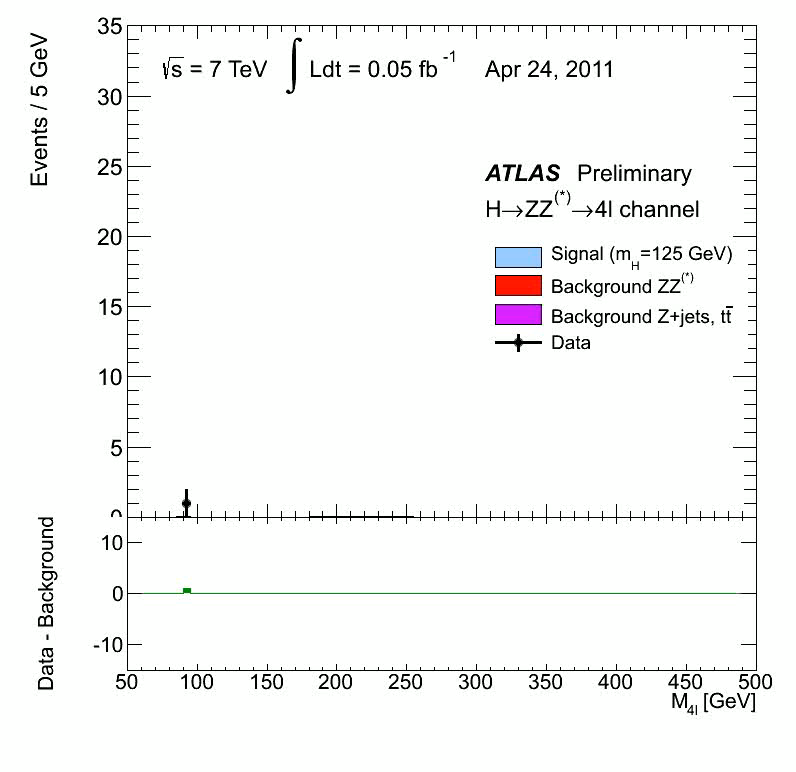 35
30
25
20
15
10
5
0
Events / 5 GeV
√s = 7 TeV ∫ Ldt = 0.05 fb⁻¹ Apr 24, 2011
ATLAS Preliminary
H→ZZ(*)→4l channel
Signal (mH=125 GeV)
Background ZZ(*)
Background Z+jets, tt̄
Data
10
0
-10
Data - Background
50 100 150 200 250 300 350 400 450 500
M4l [GeV]